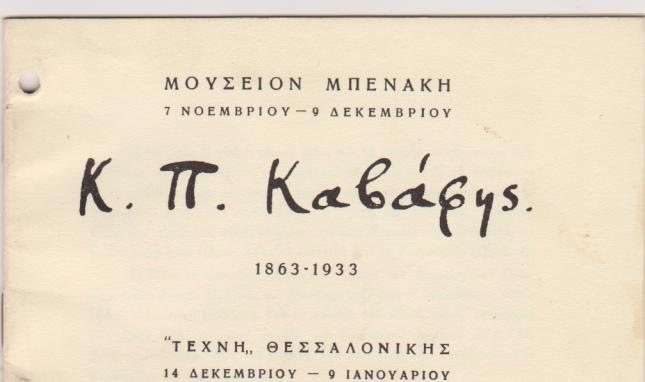 ΜΟΥΣΕΙΟΝ ΜΠΕΝΑΚΗ
7 ΝΟΕΜΒΡΙΟΥ — 9 ΔΕΚΕΜΒΡΙΟΥ
Κ. Π. Καβάφης.
1863-1933
“ΤΕΧΝΗ„ ΘΕΣΣΑΛΟΝΙΚΗΣ
14 ΔΕΚΕΜΒΡΙΟΥ — 9 ΙΑΝΟΥΑΡΙΟΥ